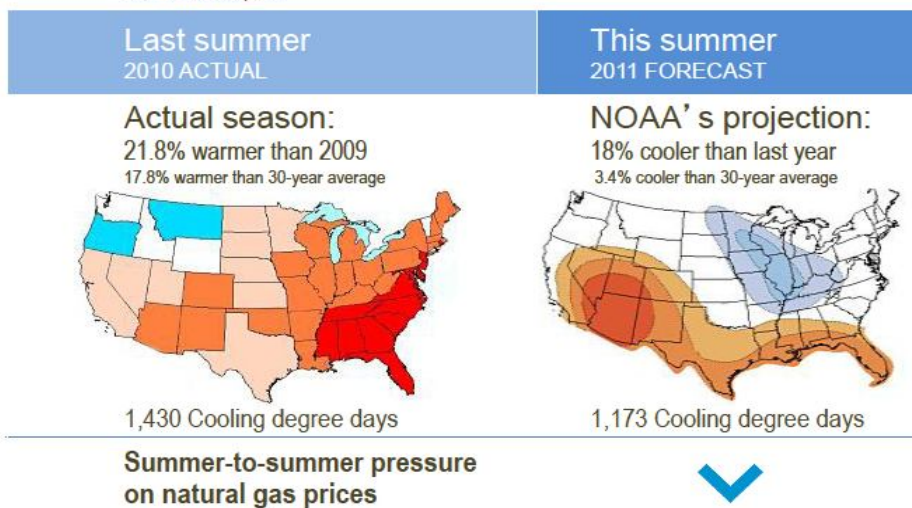 Last summer
2010 ACTUAL
This summer
2011 FORECAST
Actual season:
21.8% warmer than 2009
17.8% warmer than 30-year average
1,430 Cooling degree days
NOAA’s projection:
18% cooler than last year
3.4% cooler than 30-year average
1,173 Cooling degree days
Summer-to-summer pressure
on natural gas prices